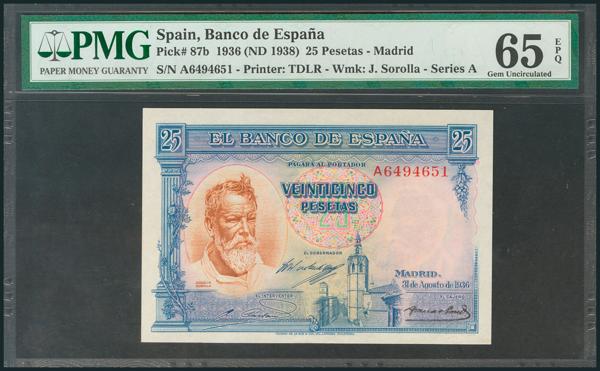 PMG
PAPER MONEY GUARANTY
Spain, Banco de España
Pick# 87b 1936 (ND 1938) 25 Pesetas - Madrid
S/N A6494651 - Printer: TDLR - Wmk: J. Sorolla - Series A
65 EPQ
Gem Uncirculated
25 EL BANCO DE ESPAÑA 25
PAGARÁ AL PORTADOR
A6494651
VEINTICINCO
PESETAS
25
EL GOBERNADOR
MADRID,
31 de Agosto de 1936
EL INTERVENTOR
EL CAJERO